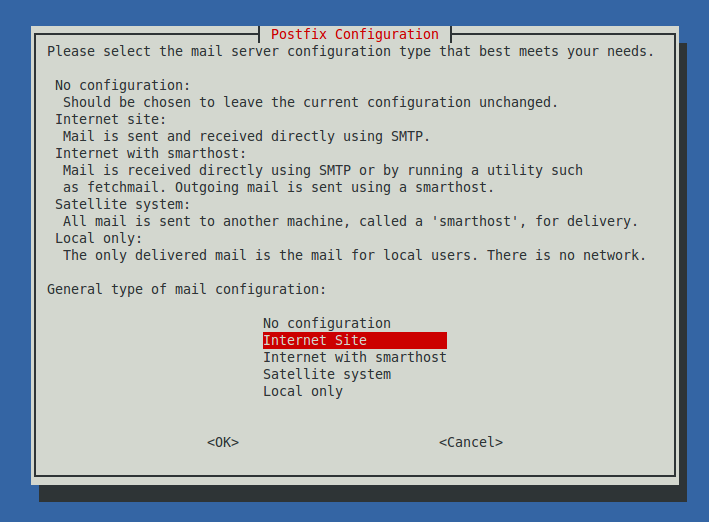 Postfix Configuration
Please select the mail server configuration type that best meets your needs.
No configuration:
Should be chosen to leave the current configuration unchanged.
Internet site:
Mail is sent and received directly using SMTP.
Internet with smarthost:
Mail is received directly using SMTP or by running a utility such
as fetchmail. Outgoing mail is sent using a smarthost.
Satellite system:
All mail is sent to another machine, called a 'smarthost', for delivery.
Local only:
The only delivered mail is the mail for local users. There is no network.
General type of mail configuration:
No configuration
Internet Site
Internet with smarthost
Satellite system
Local only
<OK> <Cancel>